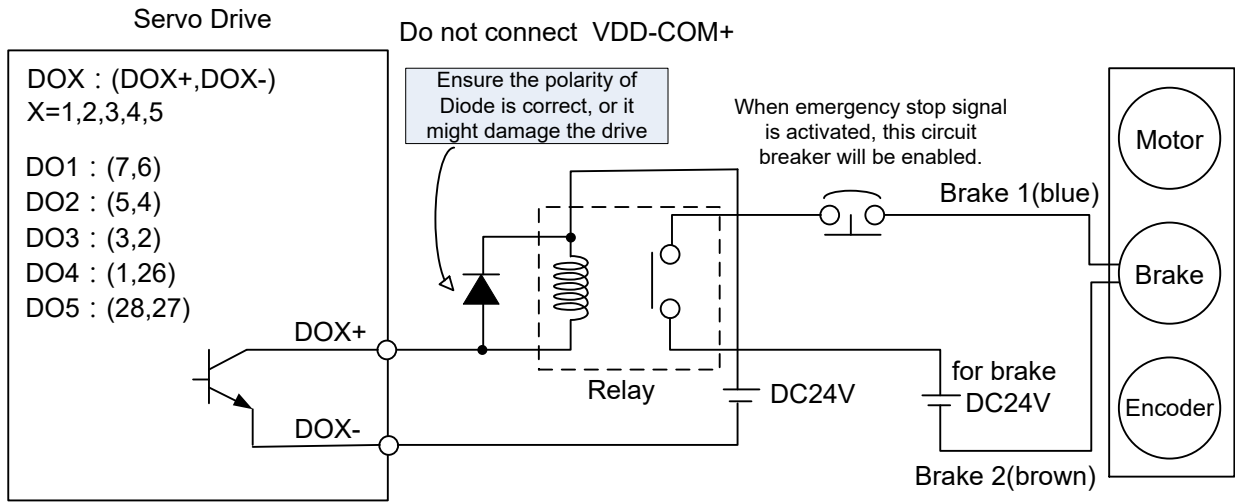 Servo Drive
Do not connect VDD-COM+
DOX : (DOX+,DOX-)
X=1,2,3,4,5
DO1 : (7,6)
DO2 : (5,4)
DO3 : (3,2)
DO4 : (1,26)
DO5 : (28,27)
Ensure the polarity of
Diode is correct, or it
might damage the drive
When emergency stop signal
is activated, this circuit
breaker will be enabled.
Motor
Brake 1(blue)
Brake
DOX+
Relay
DC24V
for brake
DC24V
Encoder
DOX-
Brake 2(brown)